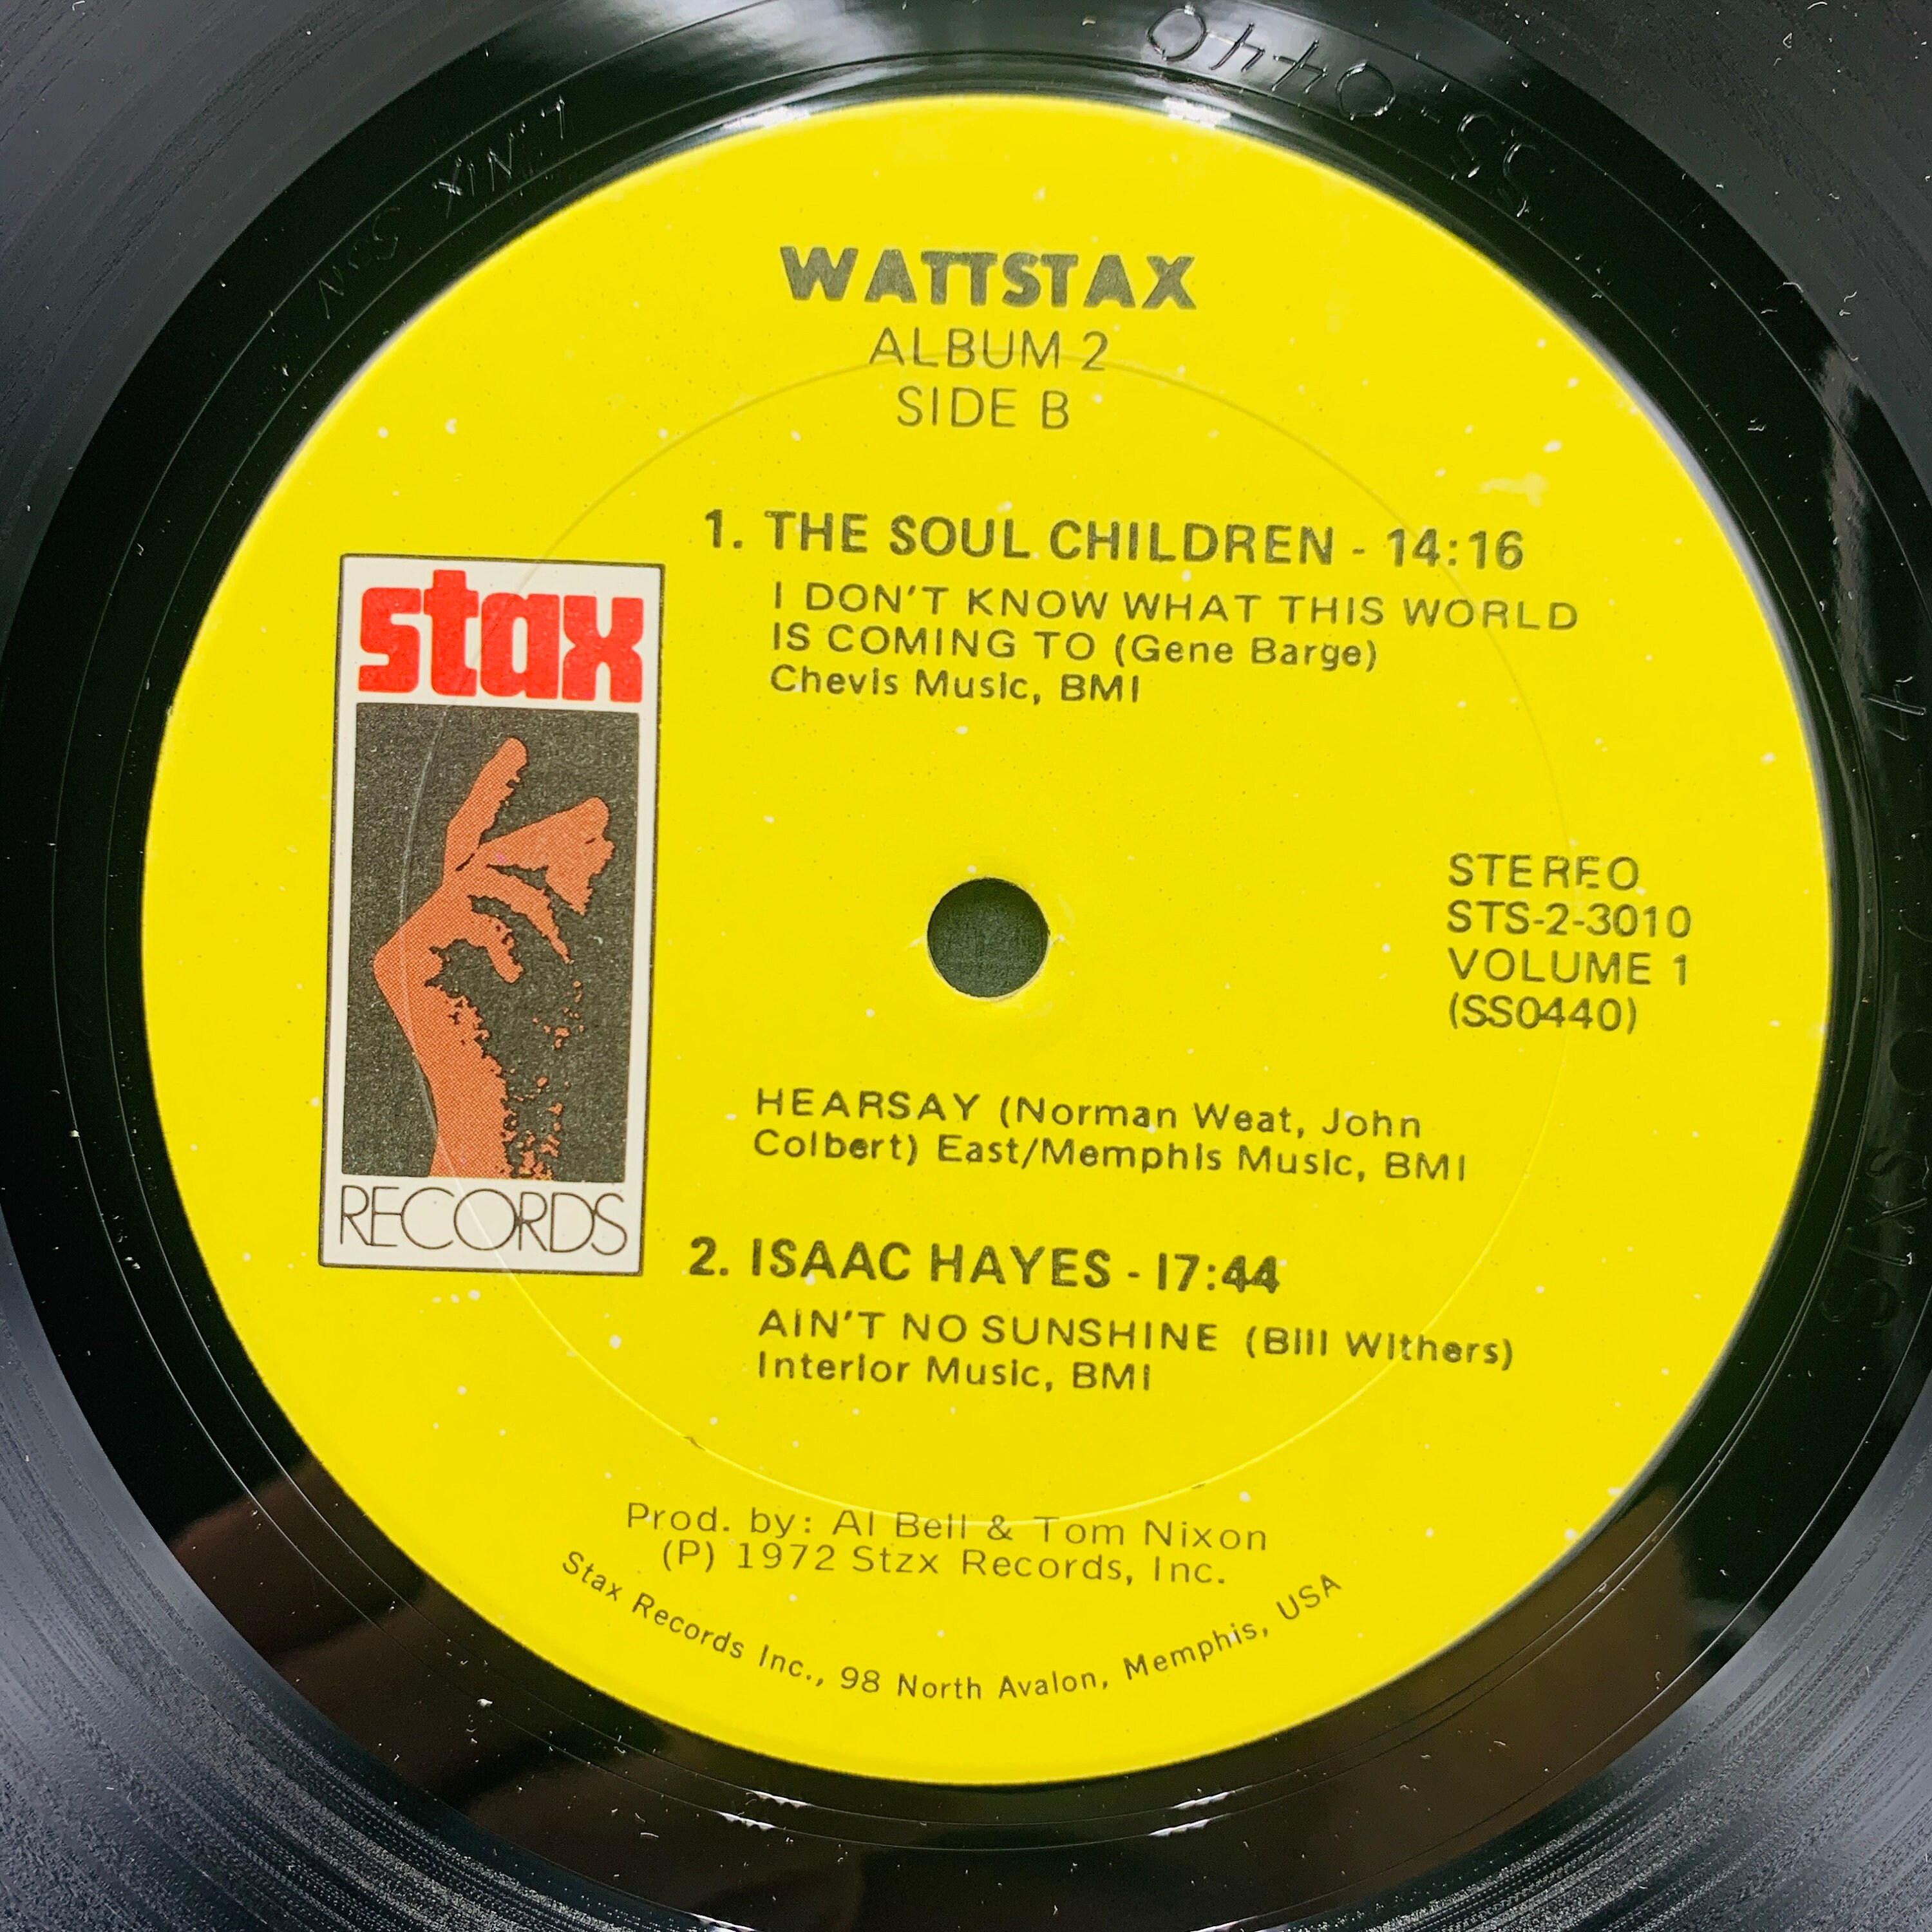 SS-0440
WATTSTAX
ALBUM 2
SIDE B
1. THE SOUL CHILDREN - 14:16
I DON'T KNOW WHAT THIS WORLD
IS COMING TO (Gene Barge)
Chevis Music, BMI
stax
RECORDS
STEREO
STS-2-3010
VOLUME 1
(SS0440)
HEARSAY (Norman Weat, John
Colbert) East/Memphis Music, BMI
2. ISAAC HAYES - 17:44
AIN'T NO SUNSHINE (Bill Withers)
Interior Music, BMI
Prod. by: Al Bell & Tom Nixon
(P) 1972 Stzx Records, Inc.
Stax Records Inc., 98 North Avalon, Memphis, USA